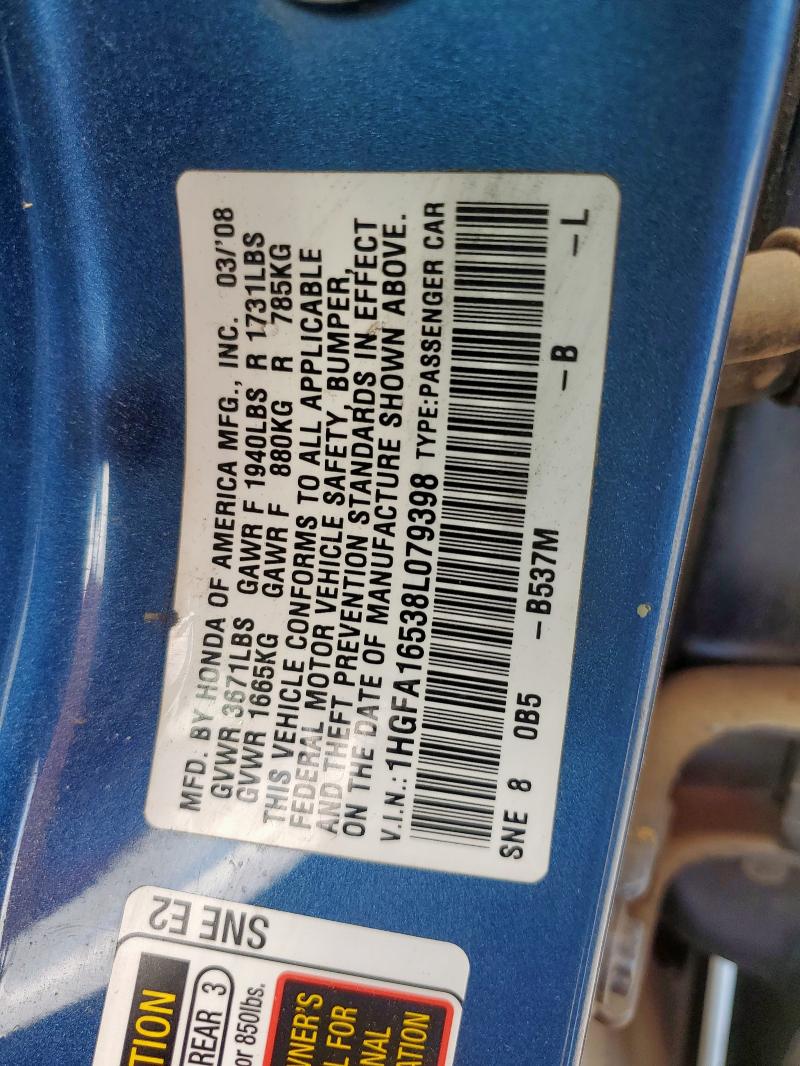 MFD. BY HONDA OF AMERICA MFG., INC. 03/'08
GVWR 3671LBS GAWR F 1940LBS R 1731LBS
GVWR 1665KG GAWR F 880KG R 785KG
THIS VEHICLE CONFORMS TO ALL APPLICABLE
FEDERAL MOTOR VEHICLE SAFETY, BUMPER,
AND THEFT PREVENTION STANDARDS IN EFFECT
ON THE DATE OF MANUFACTURE SHOWN ABOVE.
V.I.N.: 1HGFA16538L079398 TYPE:PASSENGER CAR
SNE 8 0B5 -B537M -B -L
SNE E2
TION
REAR 3
or 850lbs.
NER'S
L FOR
NAL
ATION